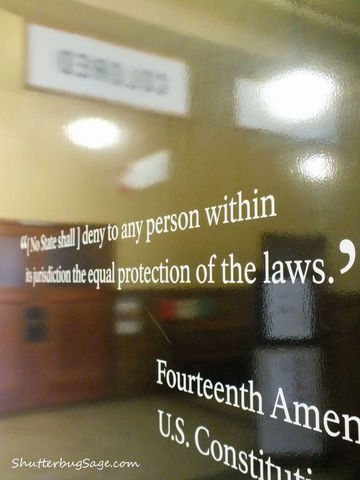 COLORED
“[No State shall] deny to any person within
its jurisdiction the equal protection of the laws.’
Fourteenth Amen
U.S. Constituti
ShutterbugSage.com